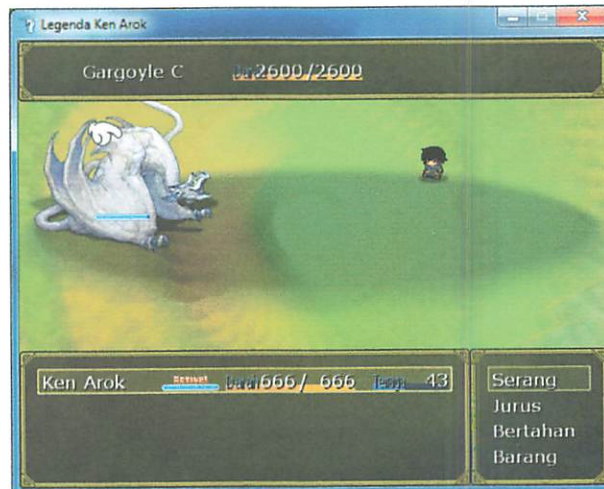 Legenda Ken Arok
Gargoyle C 2600/2600
Ken Arok 666/ 666 43
Serang
Jurus
Bertahan
Barang